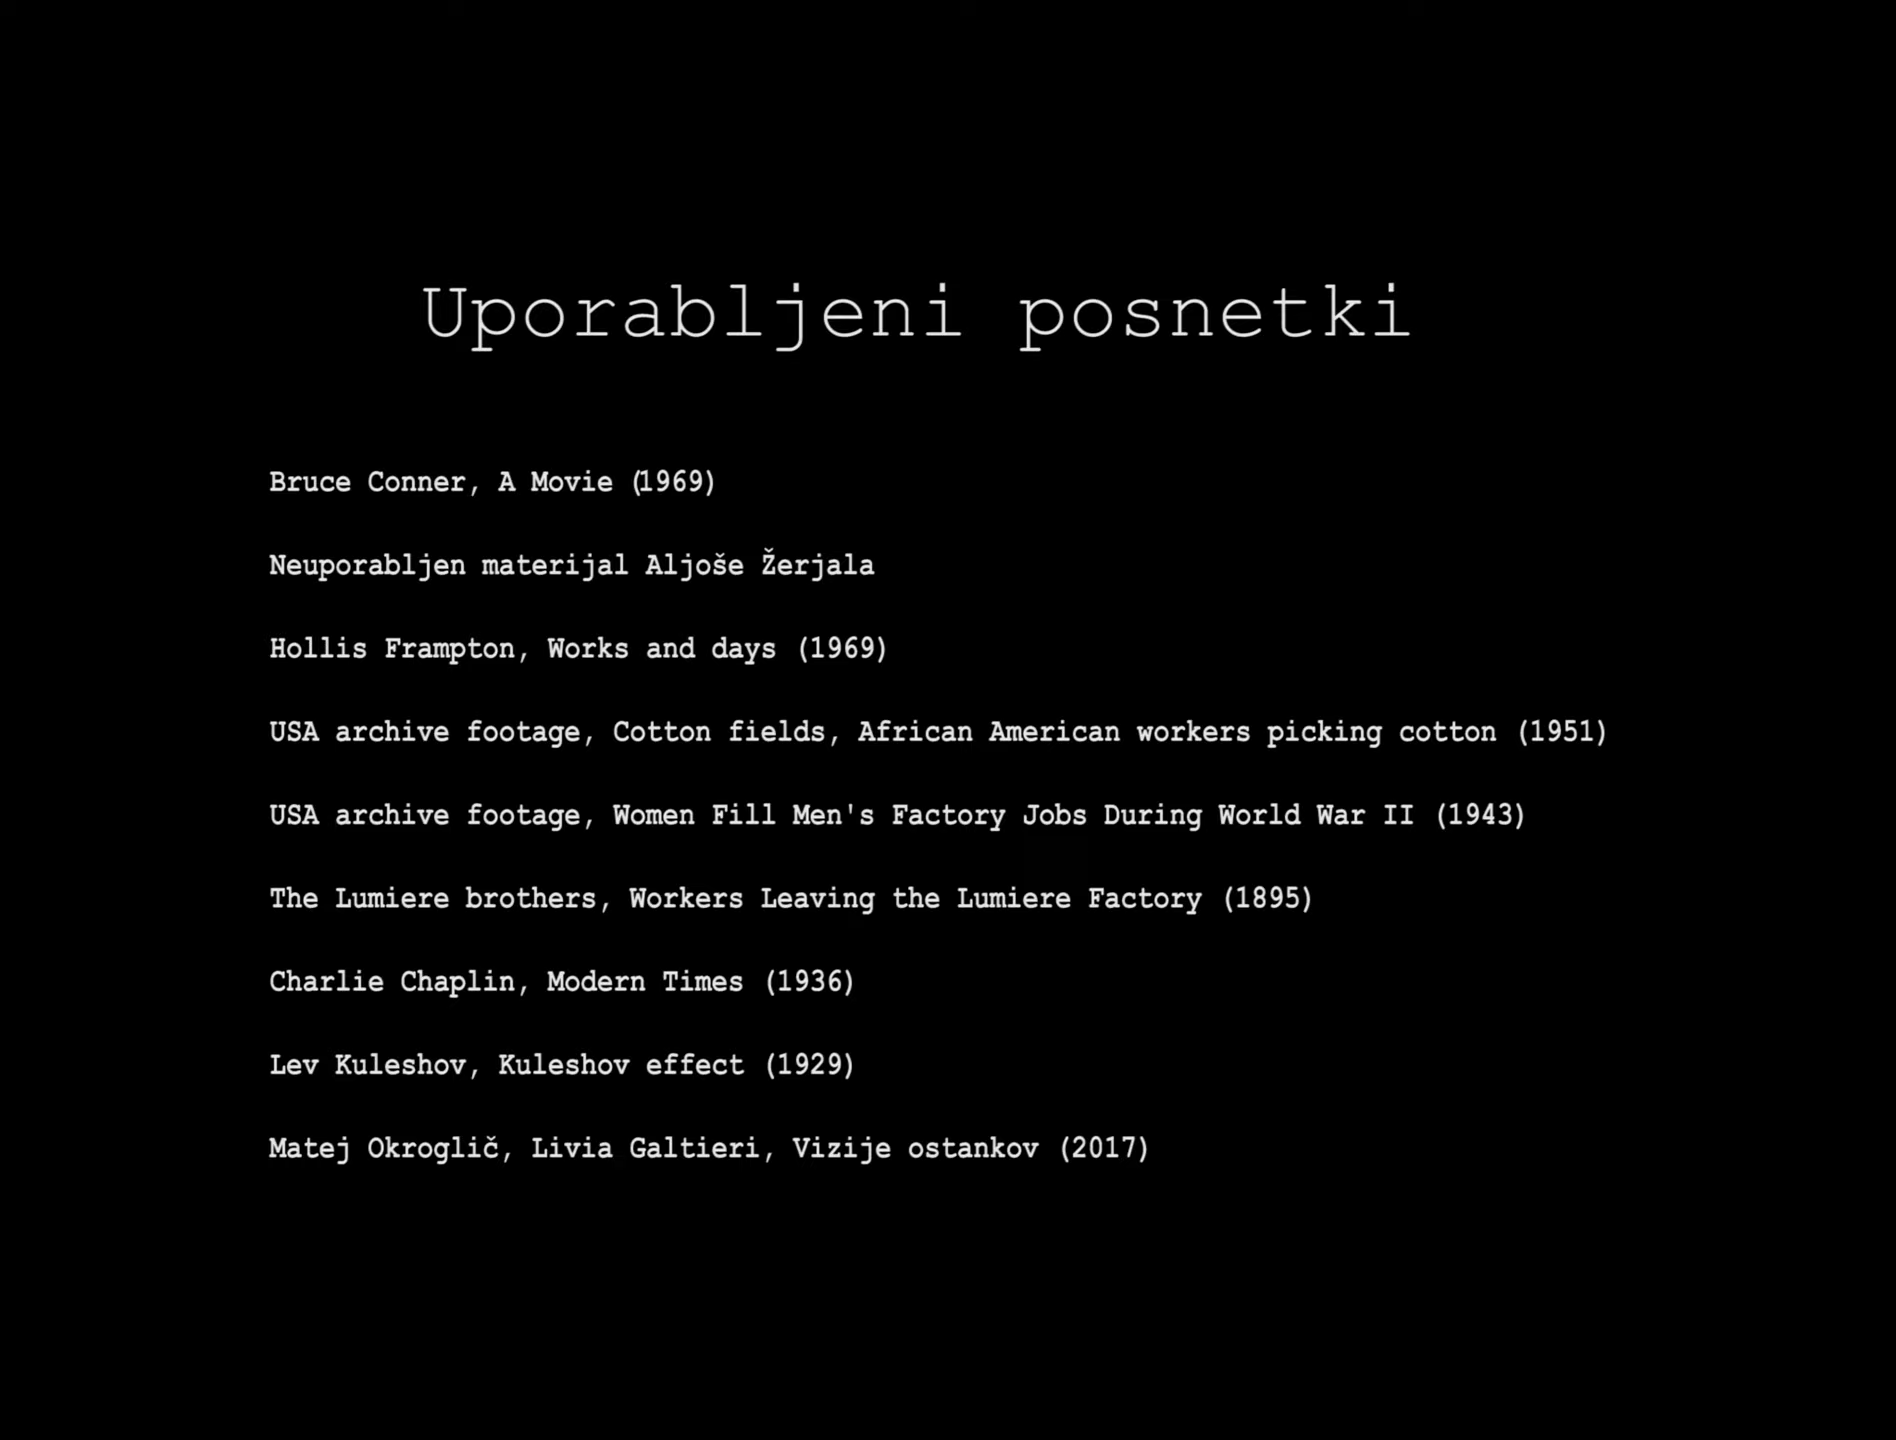 Uporabljeni posnetki
Bruce Conner, A Movie (1969)
Neuporabljen materijal Aljoše Žerjala
Hollis Frampton, Works and days (1969)
USA archive footage, Cotton fields, African American workers picking cotton (1951)
USA archive footage, Women Fill Men's Factory Jobs During World War II (1943)
The Lumiere brothers, Workers Leaving the Lumiere Factory (1895)
Charlie Chaplin, Modern Times (1936)
Lev Kuleshov, Kuleshov effect (1929)
Matej Okroglič, Livia Galtieri, Vizije ostankov (2017)